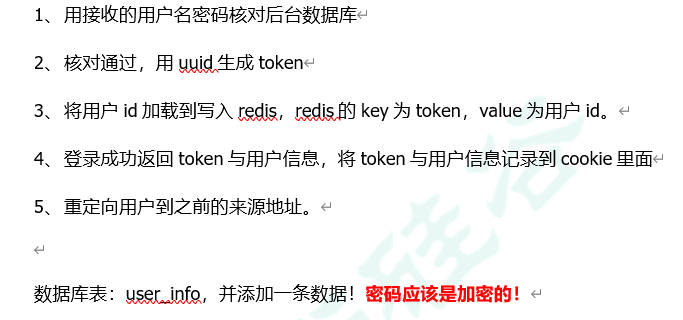 1、用接收的用户名密码核对后台数据库
2、核对通过，用 uuid 生成 token
3、将用户 id 加载到写入 redis，redis 的 key 为 token，value 为用户 id。
4、登录成功返回 token 与用户信息，将 token 与用户信息记录到 cookie 里面
5、重定向用户到之前的来源地址。
数据库表：user_info，并添加一条数据！密码应该是加密的！
硅谷